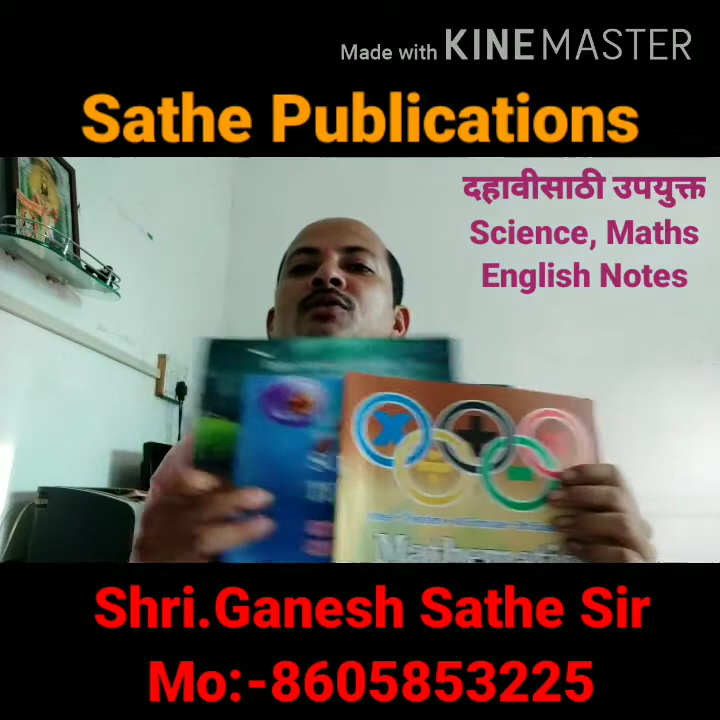 Made with KINEMASTER
Sathe Publications
दहावीसाठी उपयुक्त
Science, Maths
English Notes
Shri.Ganesh Sathe Sir
Mo:-8605853225